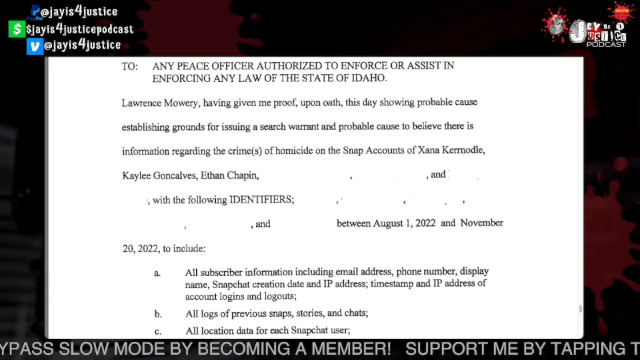 @jayis4justice
$jayis4justicepodcast
@jayis4justice
JUSTICE
PODCAST
TO: ANY PEACE OFFICER AUTHORIZED TO ENFORCE OR ASSIST IN
ENFORCING ANY LAW OF THE STATE OF IDAHO.
Lawrence Mowery, having given me proof, upon oath, this day showing probable cause
establishing grounds for issuing a search warrant and probable cause to believe there is
information regarding the crime(s) of homicide on the Snap Accounts of Xana Kernodle,
Kaylee Goncalves, Ethan Chapin, , , and
, with the following IDENTIFIERS; , , , ,
, , and between August 1, 2022 and November
20, 2022, to include:
a. All subscriber information including email address, phone number, display
name, Snapchat creation date and IP address; timestamp and IP address of
account logins and logouts;
b. All logs of previous snaps, stories, and chats;
c. All location data for each Snapchat user;
YPASS SLOW MODE BY BECOMING A MEMBER! SUPPORT ME BY TAPPING T